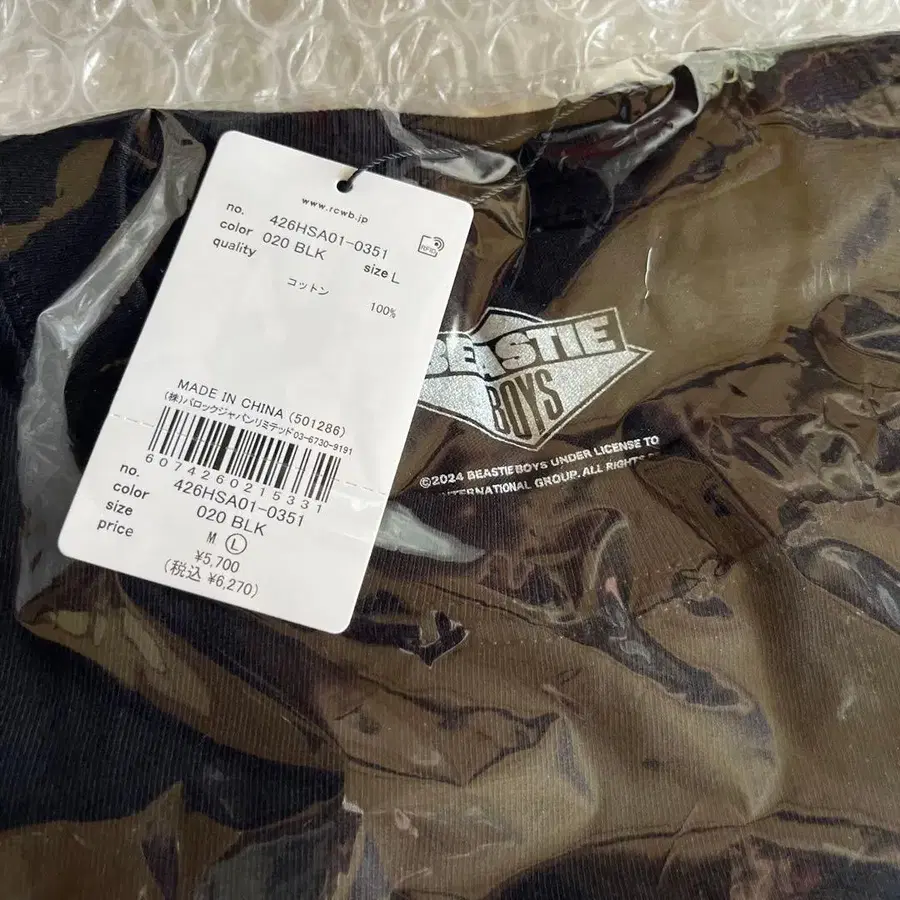 www.rcwb.jp
no. 426HSA01-0351
color 020 BLK size L
quality
RFID
コットン 100%
MADE IN CHINA (501286)
(株)バロックジャパンリミテッド03-6730-9191
6074260215331
no. 426HSA01-0351
color 020 BLK
size M L
price ¥5,700
(税込 ¥6,270)
BEASTIE
BOYS
©2024 BEASTIE BOYS UNDER LICENSE TO
INTERNATIONAL GROUP. ALL RIGHTS